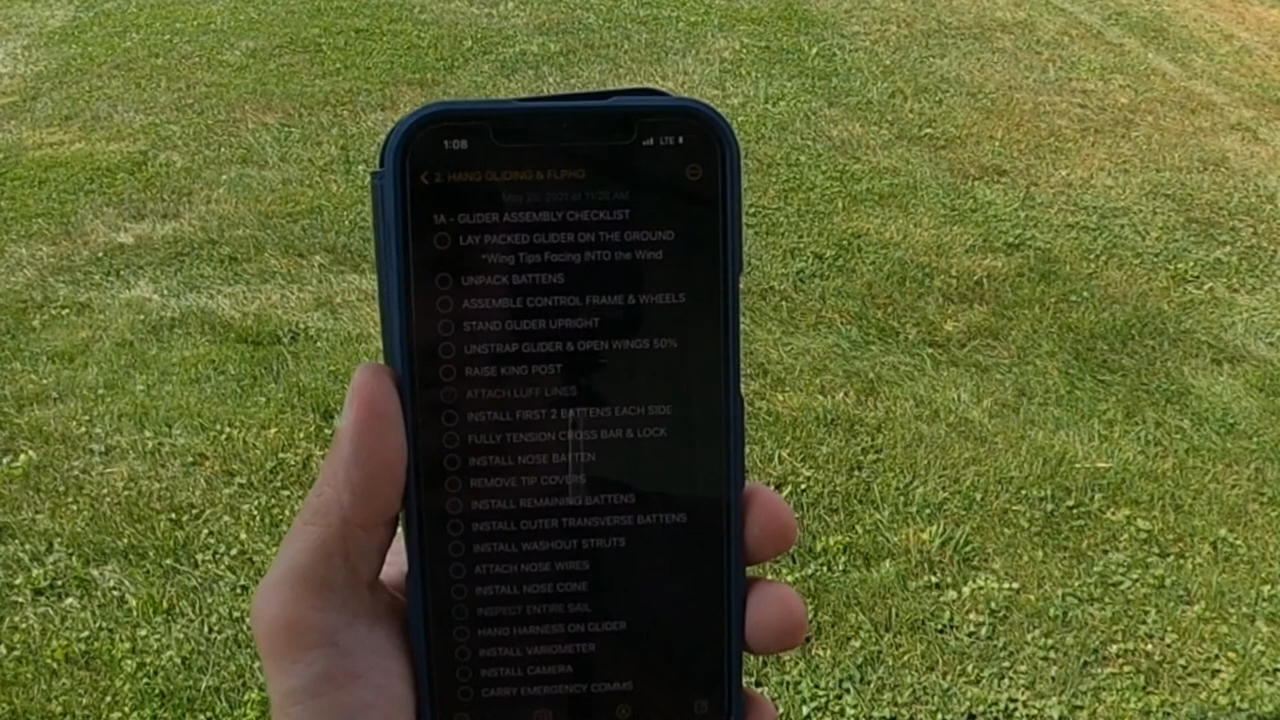 1:08
LTE
2. HANG GLIDING & FLPHG
May 20, 2021 at 11:20 AM
1A - GLIDER ASSEMBLY CHECKLIST
LAY PACKED GLIDER ON THE GROUND
*Wing Tips Facing INTO the Wind
UNPACK BATTENS
ASSEMBLE CONTROL FRAME & WHEELS
STAND GLIDER UPRIGHT
UNSTRAP GLIDER & OPEN WINGS 50%
RAISE KING POST
ATTACH LUFF LINES
INSTALL FIRST 2 BATTENS EACH SIDE
FULLY TENSION CROSS BAR & LOCK
INSTALL NOSE BATTEN
REMOVE TIP COVERS
INSTALL REMAINING BATTENS
INSTALL OUTER TRANSVERSE BATTENS
INSTALL WASHOUT STRUTS
ATTACH NOSE WIRES
INSTALL NOSE CONE
INSPECT ENTIRE SAIL
HANG HARNESS ON GLIDER
INSTALL VARIOMETER
INSTALL CAMERA
CARRY EMERGENCY COMMS